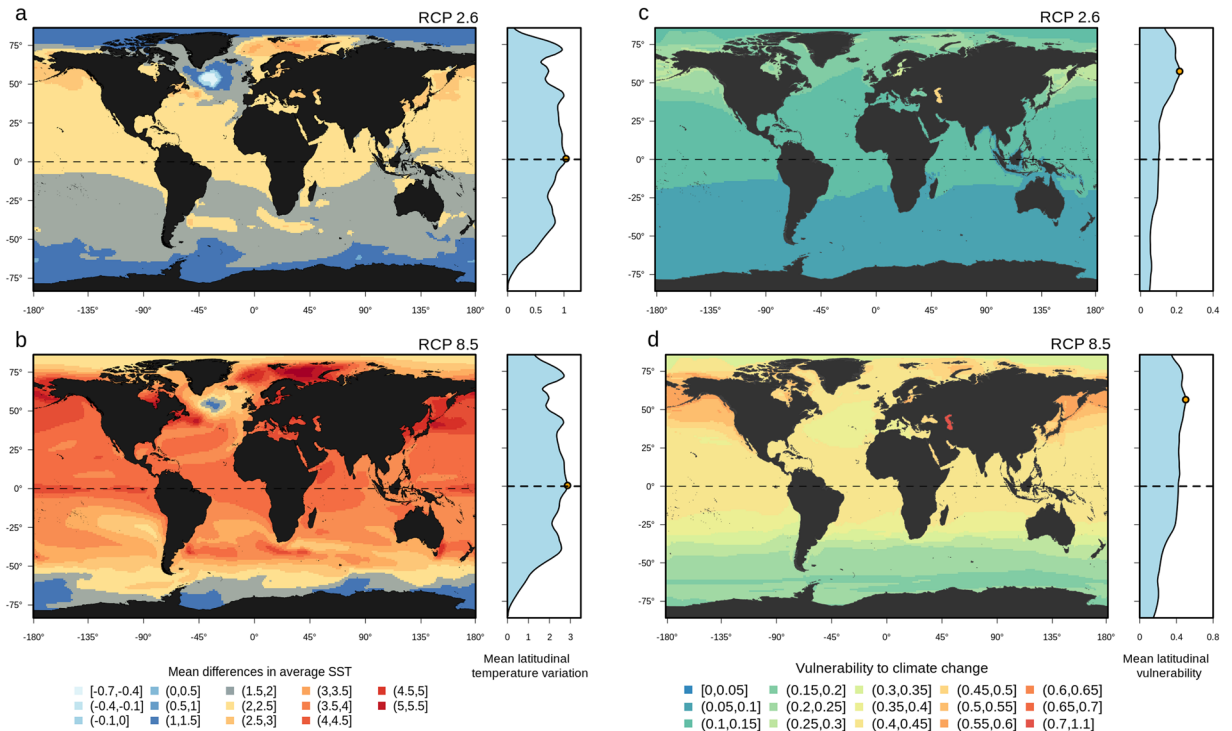 a
RCP 2.6
75°
50°
25°
0°
-25°
-50°
-75°
-180° -135° -90° -45° 0° 45° 90° 135° 180°
0 0.5 1
c
RCP 2.6
75°
50°
25°
0°
-25°
-50°
-75°
-180° -135° -90° -45° 0° 45° 90° 135° 180°
0 0.2 0.4
b
RCP 8.5
75°
50°
25°
0°
-25°
-50°
-75°
-180° -135° -90° -45° 0° 45° 90° 135° 180°
0 1 2 3
d
RCP 8.5
75°
50°
25°
0°
-25°
-50°
-75°
-180° -135° -90° -45° 0° 45° 90° 135° 180°
0 0.4 0.8
Mean differences in average SST
[-0.7,-0.4] (0,0.5] (1.5,2] (3,3.5] (4.5,5]
(-0.4,-0.1] (0.5,1] (2,2.5] (3.5,4] (5,5.5]
(-0.1,0] (1,1.5] (2.5,3] (4,4.5]
Mean latitudinal
temperature variation
Vulnerability to climate change
[0,0.05] (0.15,0.2] (0.3,0.35] (0.45,0.5] (0.6,0.65]
(0.05,0.1] (0.2,0.25] (0.35,0.4] (0.5,0.55] (0.65,0.7]
(0.1,0.15] (0.25,0.3] (0.4,0.45] (0.55,0.6] (0.7,1.1]
Mean latitudinal
vulnerability